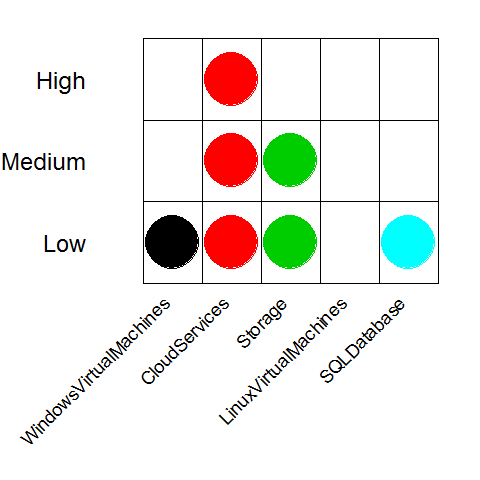 High
Medium
Low
WindowsVirtualMachines
CloudServices
Storage
LinuxVirtualMachines
SQLDatabase